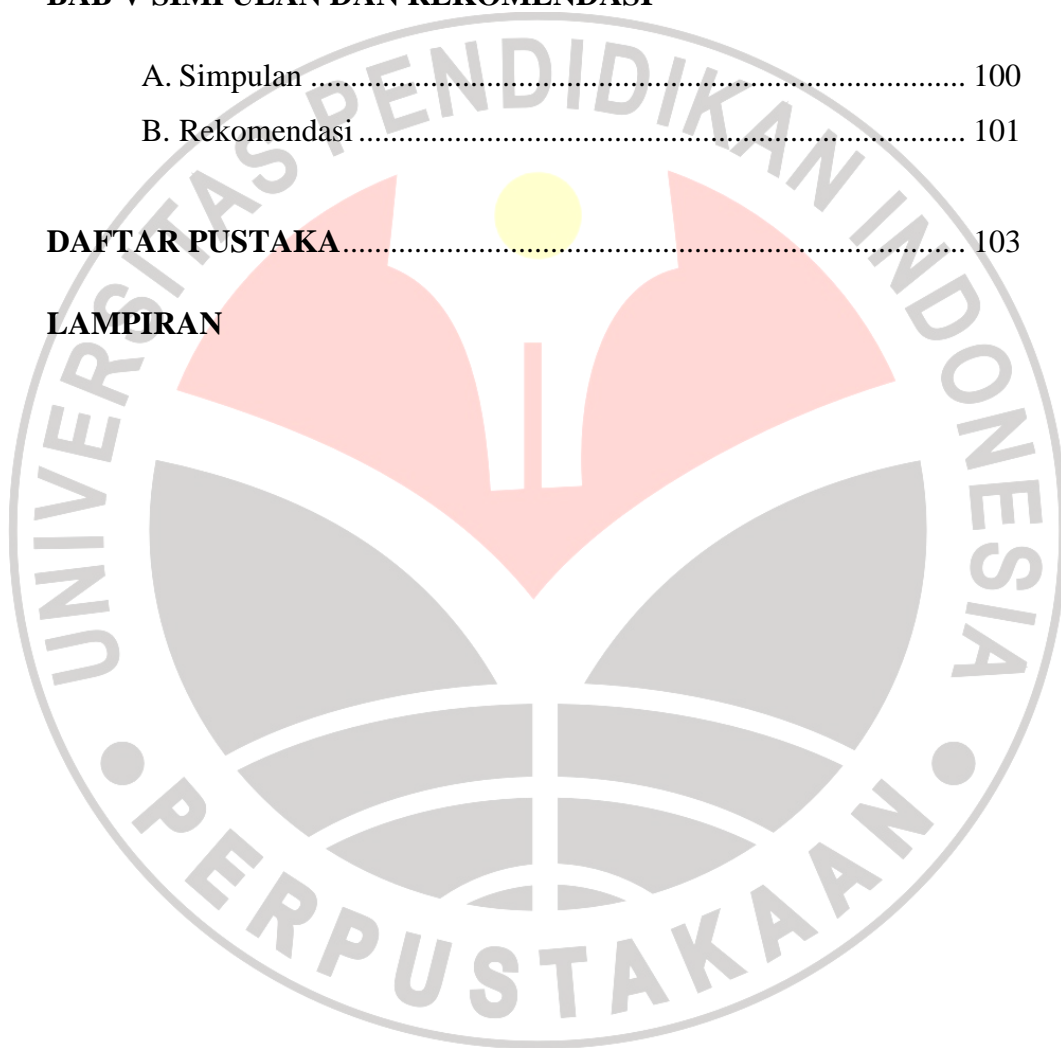 BAB V SIMPULAN DAN REKOMENDASI
A. Simpulan ........................................................................................ 100
B. Rekomendasi ................................................................................. 101
DAFTAR PUSTAKA ................................................................................... 103
LAMPIRAN
UNIVERSITAS PENDIDIKAN INDONESIA
PERPUSTAKAAN